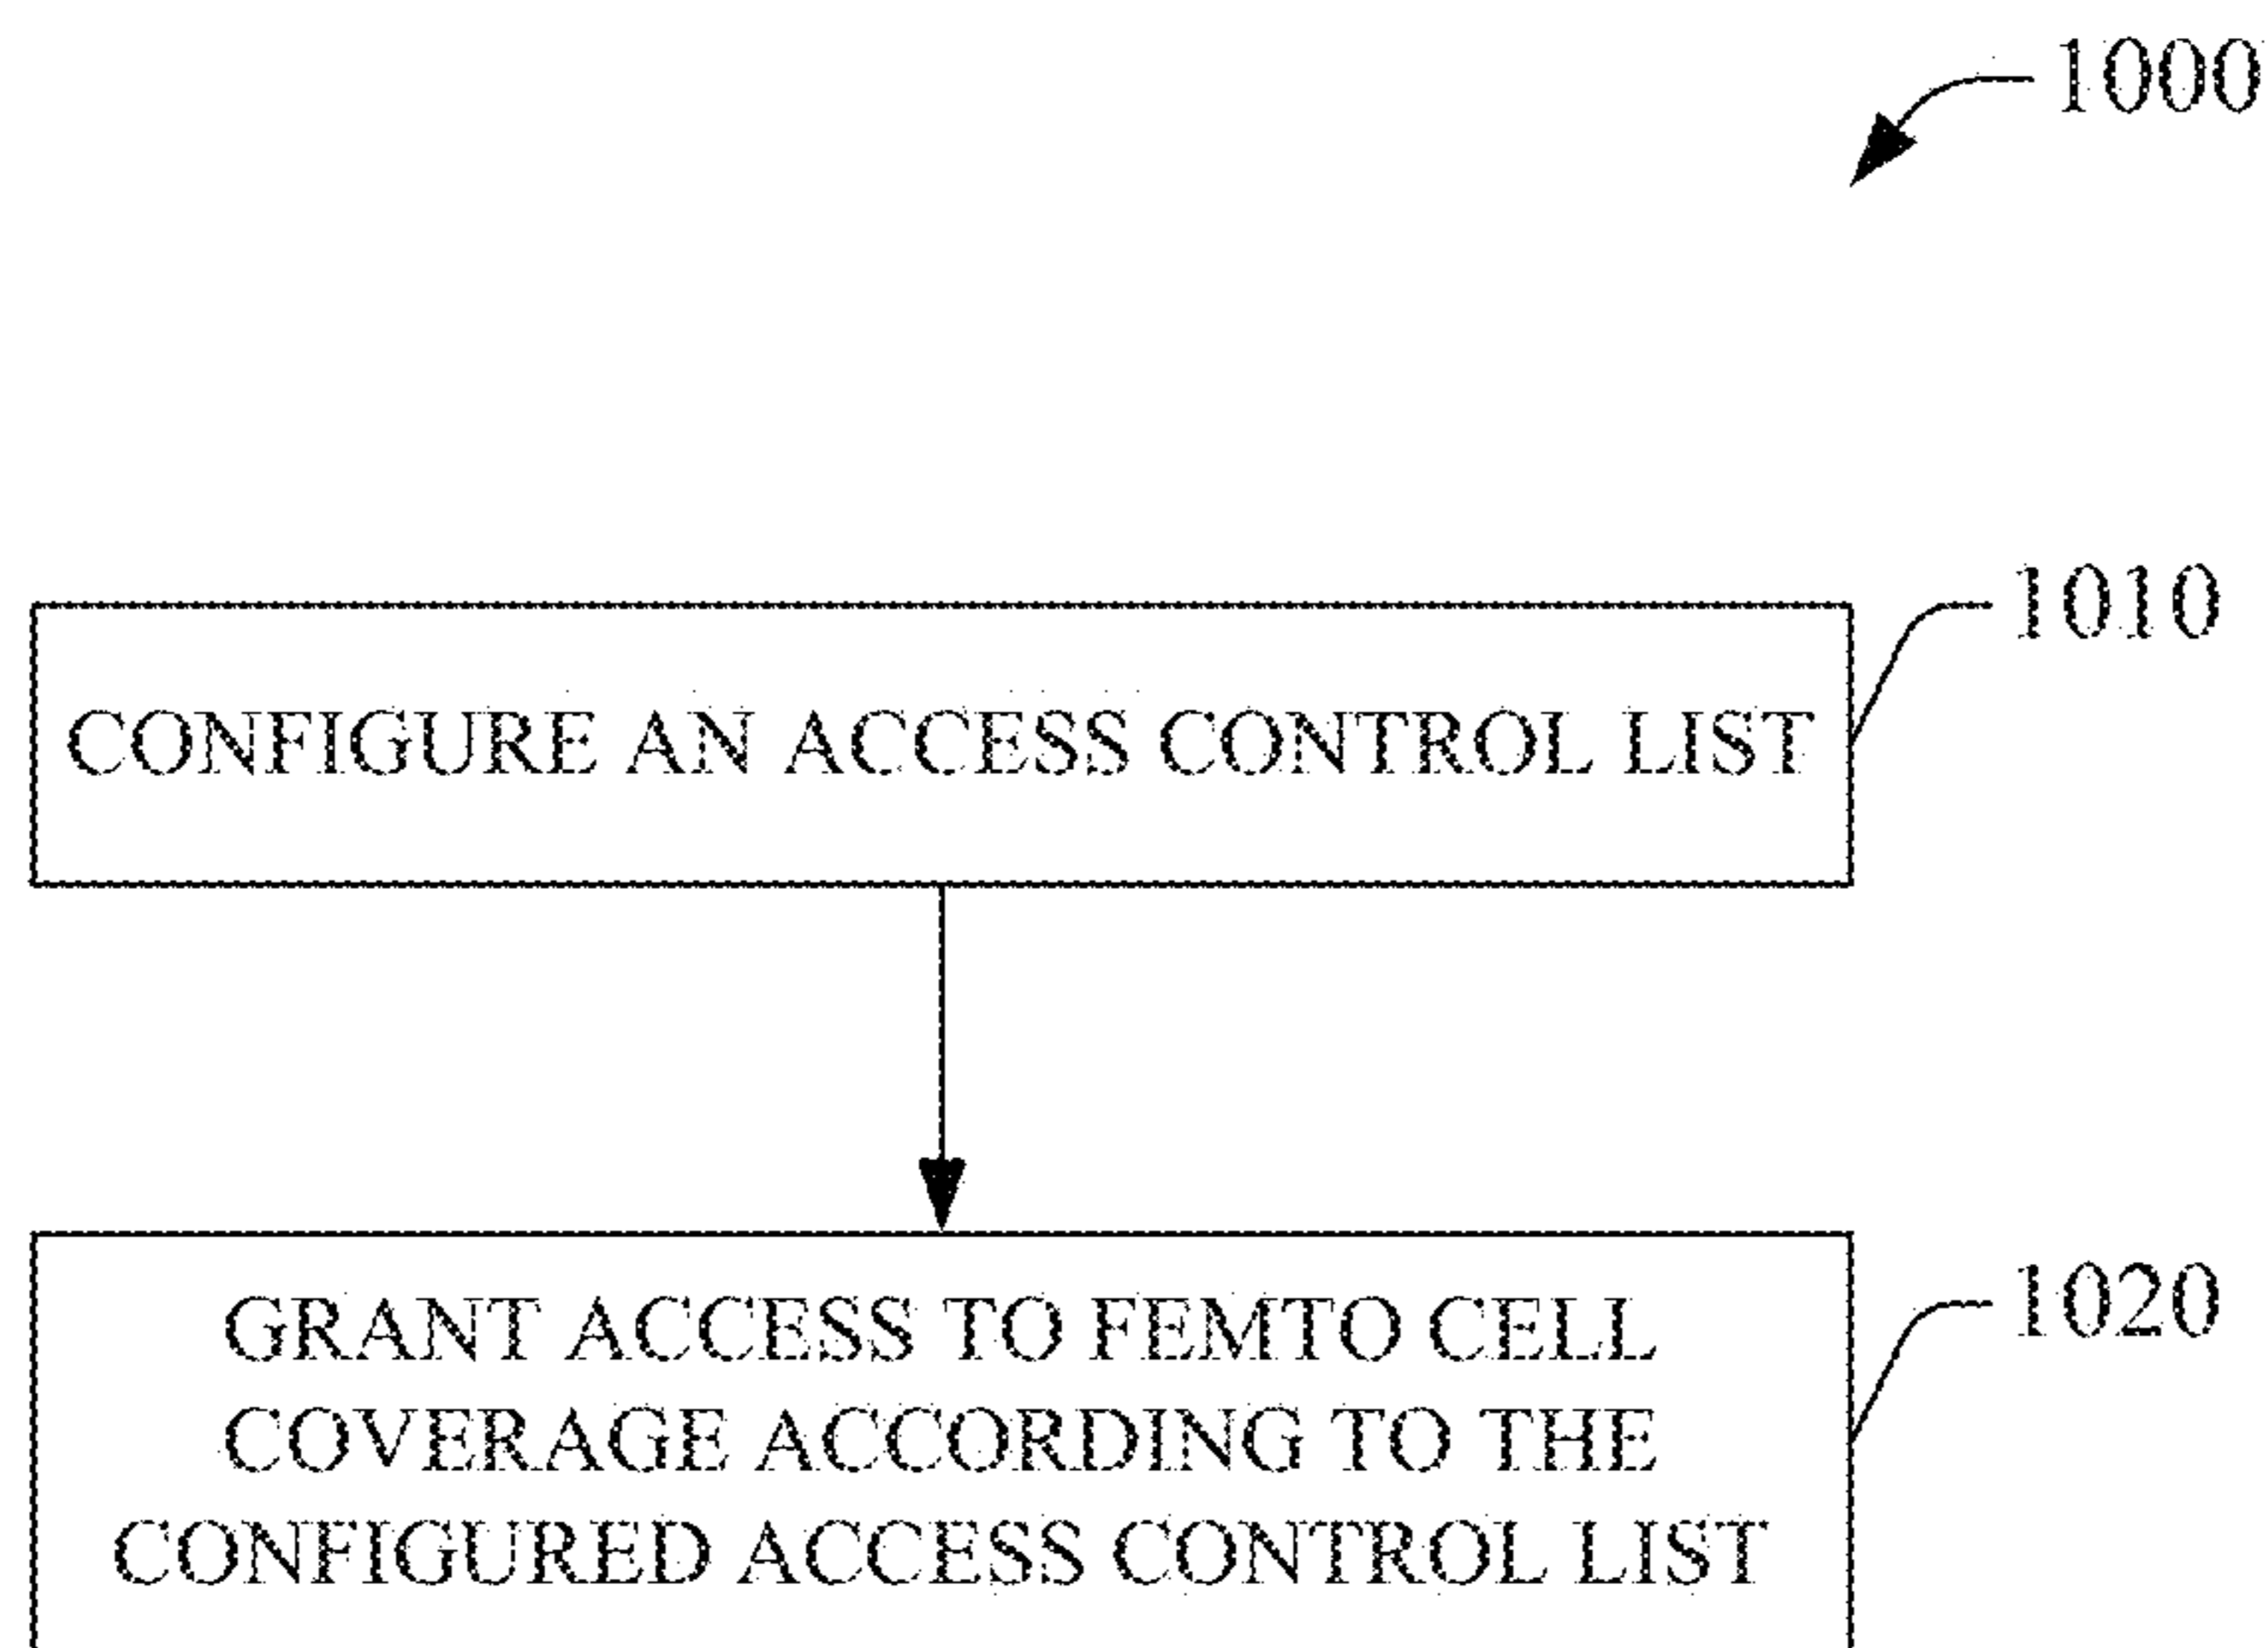 1000
1010
CONFIGURE AN ACCESS CONTROL LIST
1020
GRANT ACCESS TO FEMTO CELL
COVERAGE ACCORDING TO THE
CONFIGURED ACCESS CONTROL LIST